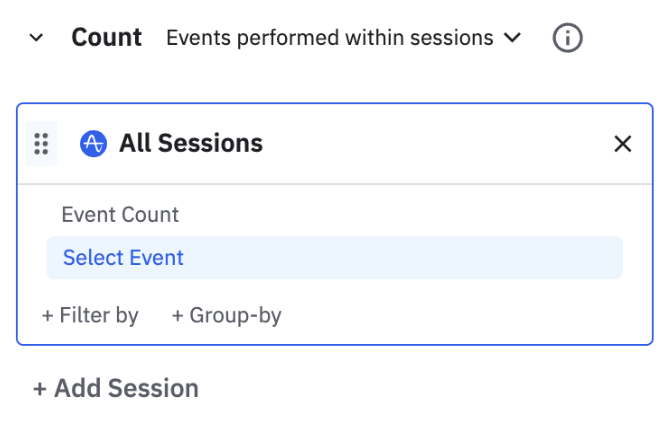 Count Events performed within sessions
All Sessions
Event Count
Select Event
+ Filter by + Group-by
+ Add Session